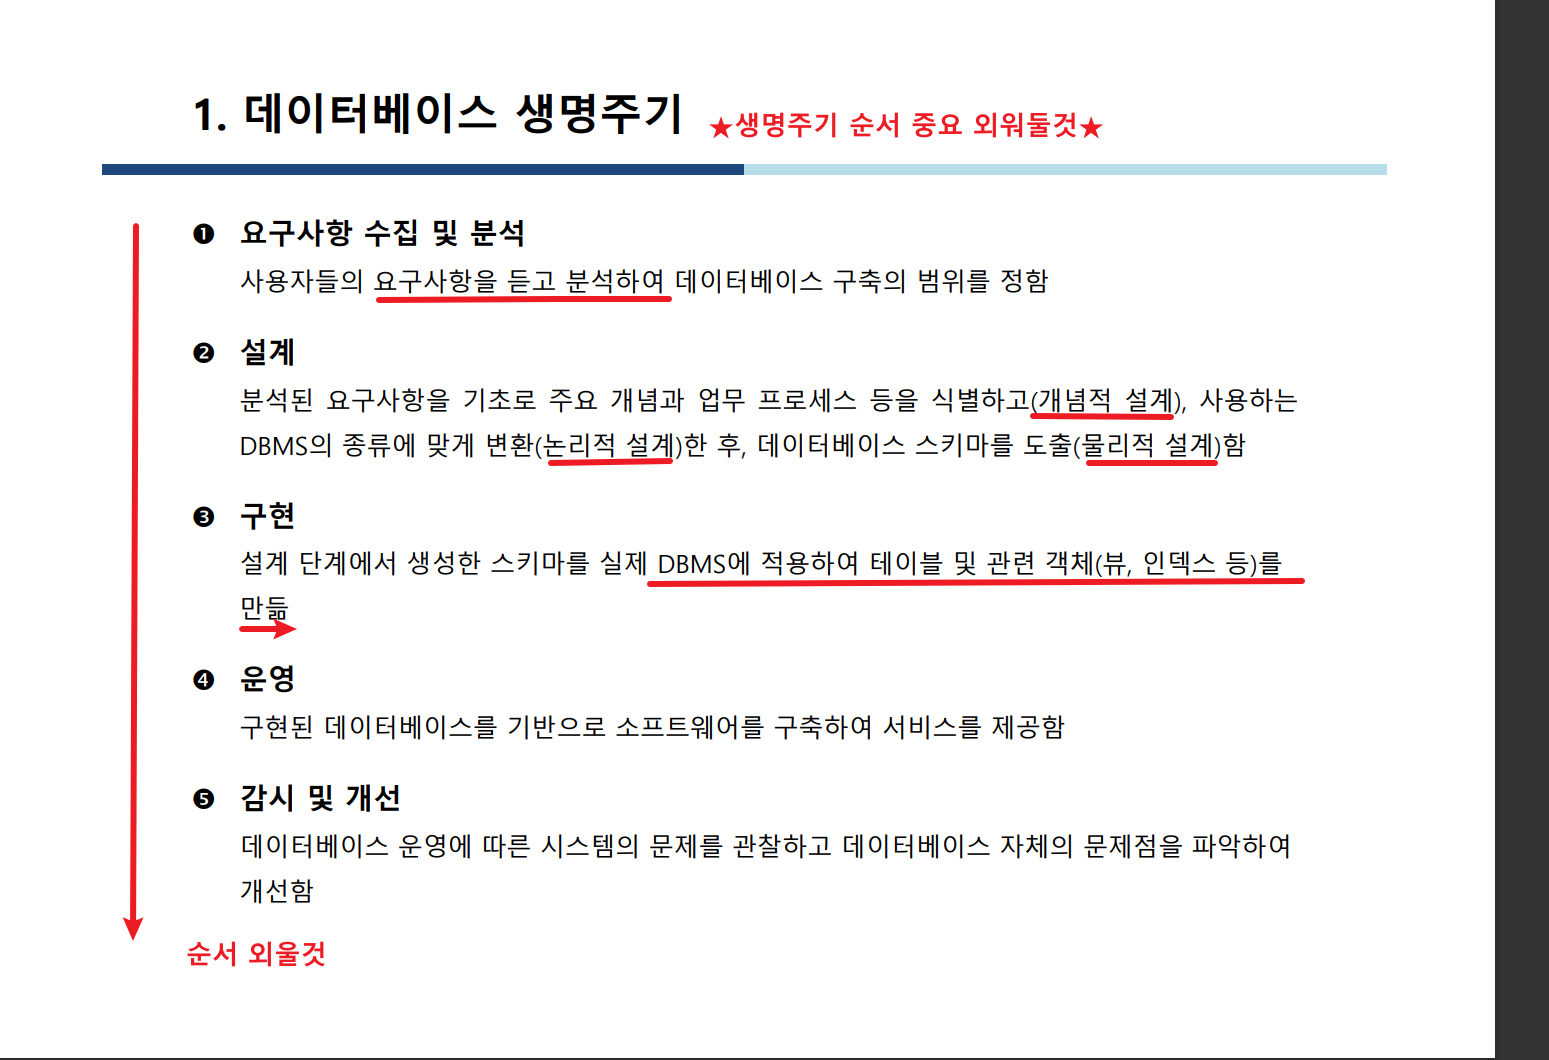 1. 데이터베이스 생명주기 ★생명주기 순서 중요 외워둘것★
❶ 요구사항 수집 및 분석
사용자들의 요구사항을 듣고 분석하여 데이터베이스 구축의 범위를 정함
❷ 설계
분석된 요구사항을 기초로 주요 개념과 업무 프로세스 등을 식별하고(개념적 설계), 사용하는
DBMS의 종류에 맞게 변환(논리적 설계)한 후, 데이터베이스 스키마를 도출(물리적 설계)함
❸ 구현
설계 단계에서 생성한 스키마를 실제 DBMS에 적용하여 테이블 및 관련 객체(뷰, 인덱스 등)를
만듦
❹ 운영
구현된 데이터베이스를 기반으로 소프트웨어를 구축하여 서비스를 제공함
❺ 감시 및 개선
데이터베이스 운영에 따른 시스템의 문제를 관찰하고 데이터베이스 자체의 문제점을 파악하여
개선함
순서 외울것